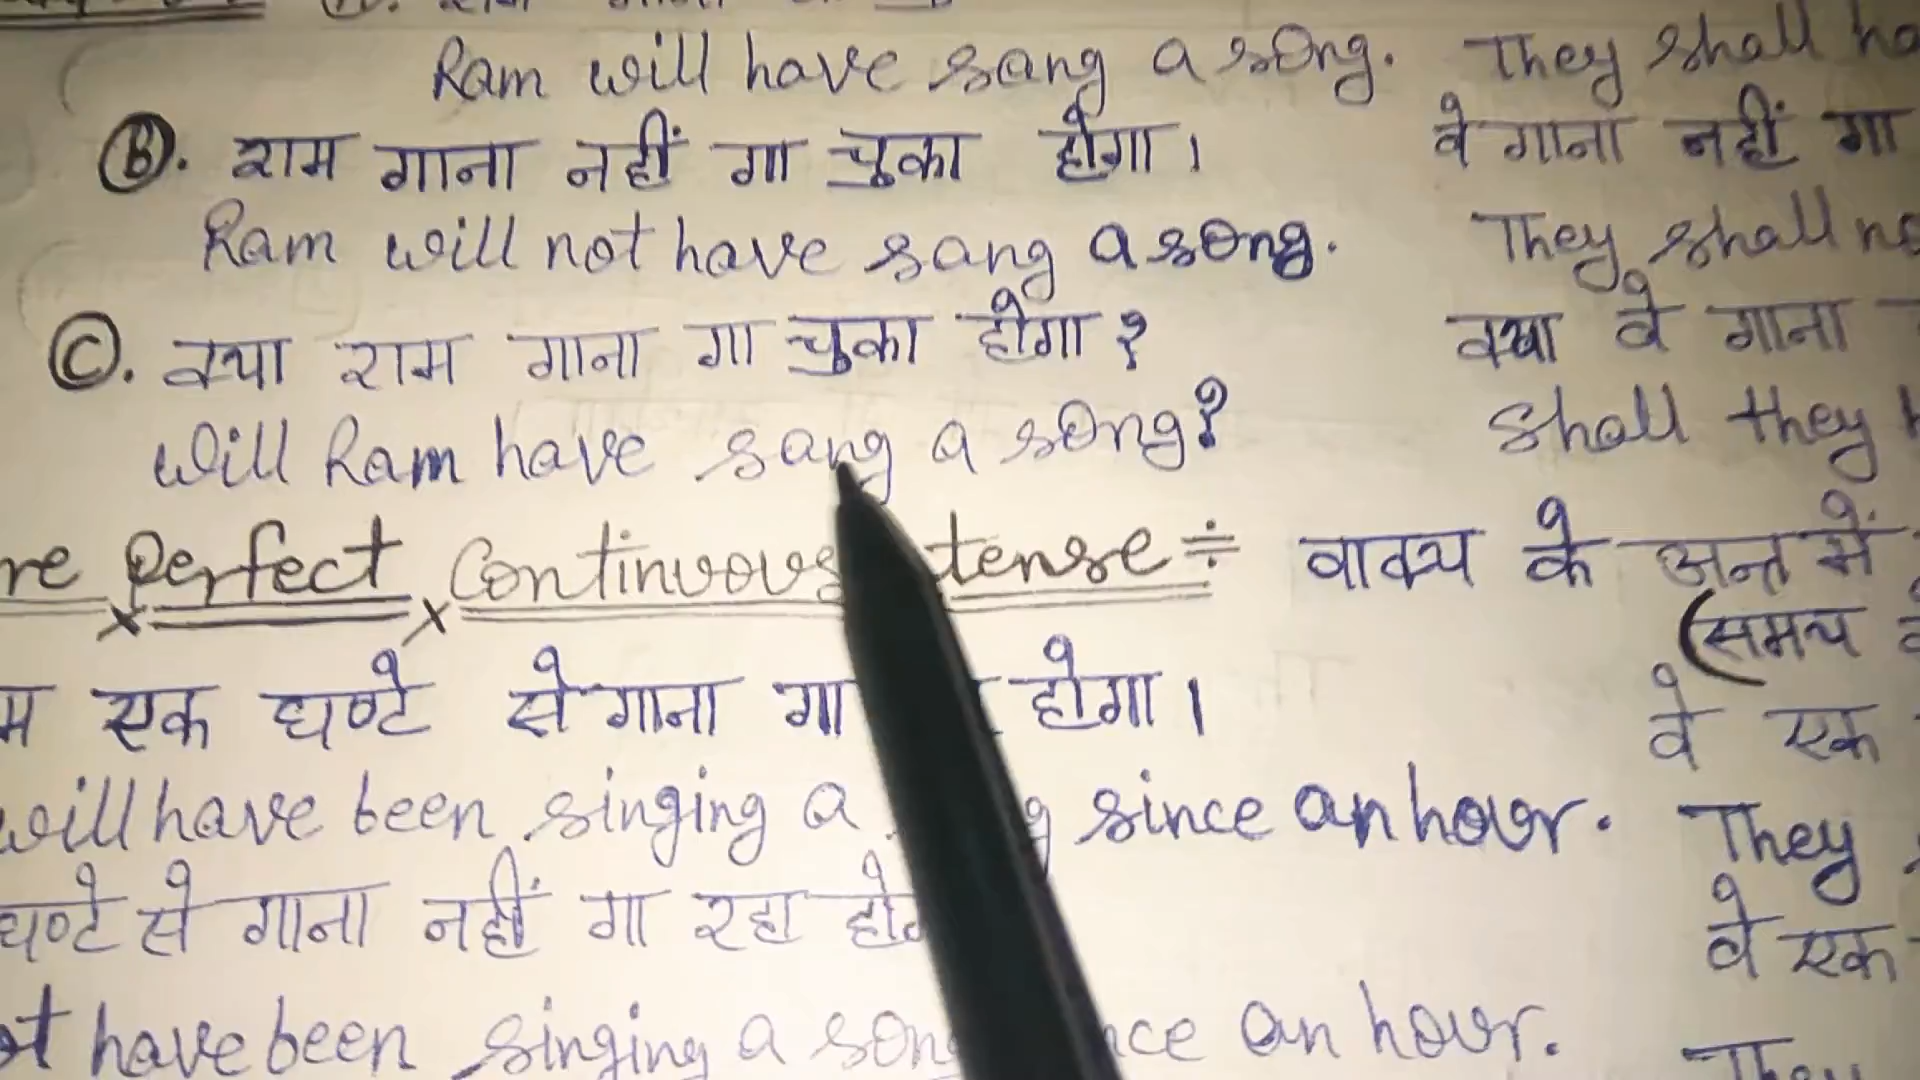 Ram will have sang a song. They shall
(B). राम गाना नहीं गा चुका होगा। वे गाना नहीं गा
Ram will not have sang a song. They shall
(C). क्या राम गाना गा चुका होगा ? क्या वे गाना
Will Ram have sang a song? Shall they
Perfect × Continuous tense ÷ वाक्य के अन्त में
(समय
एक घण्टे से गाना गा होगा। वे एक
will have been singing a since an hour. They
घण्टे से गाना नहीं गा रहा वे एक
have been singing a an hour. They